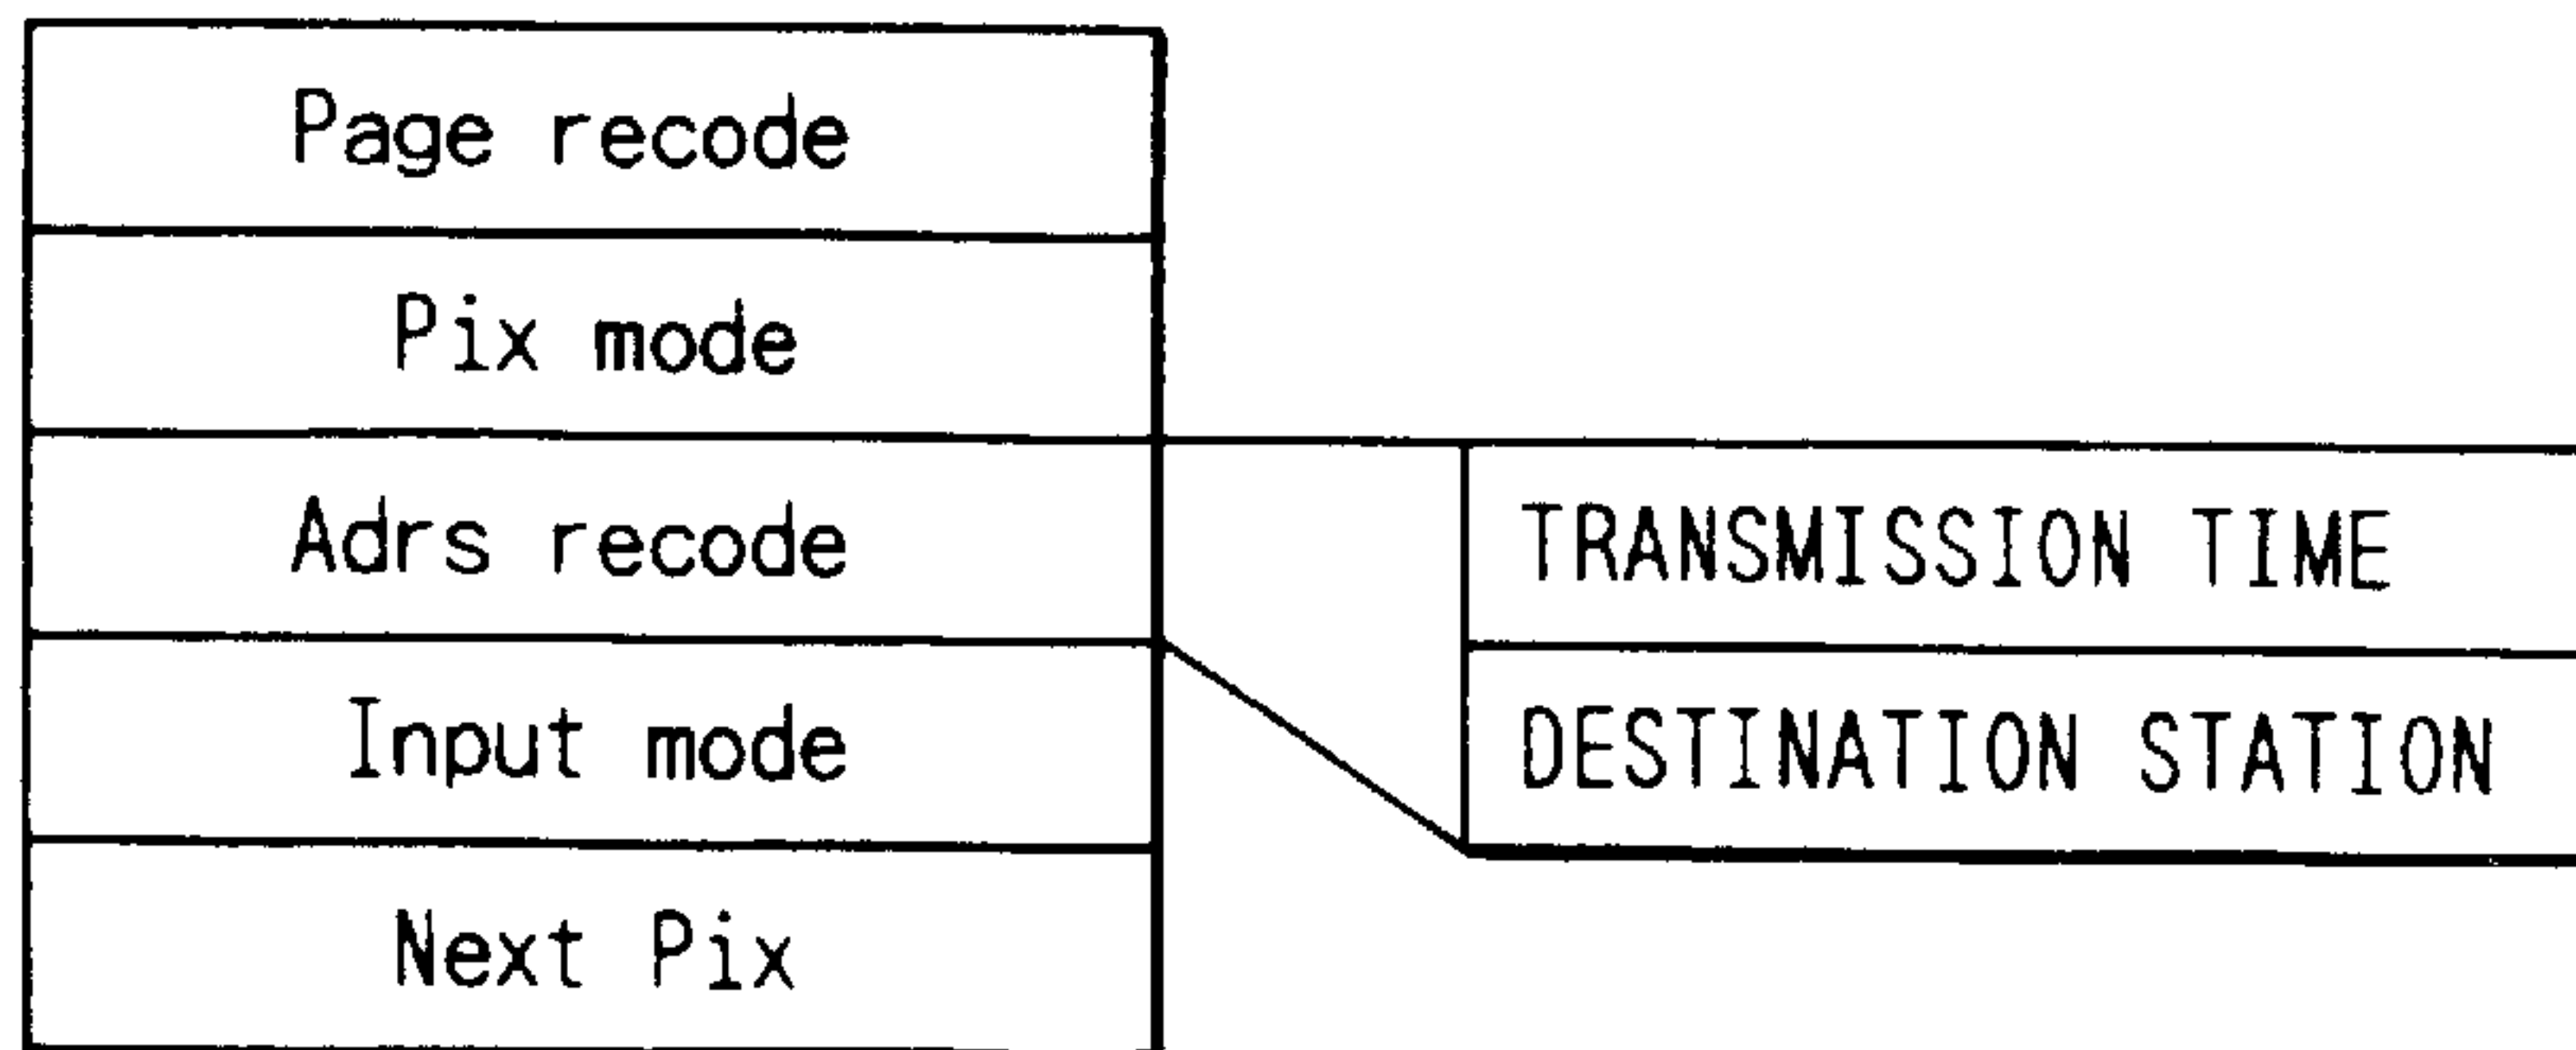 Page recode
Pix mode
Adrs recode
TRANSMISSION TIME
Input mode
DESTINATION STATION
Next Pix